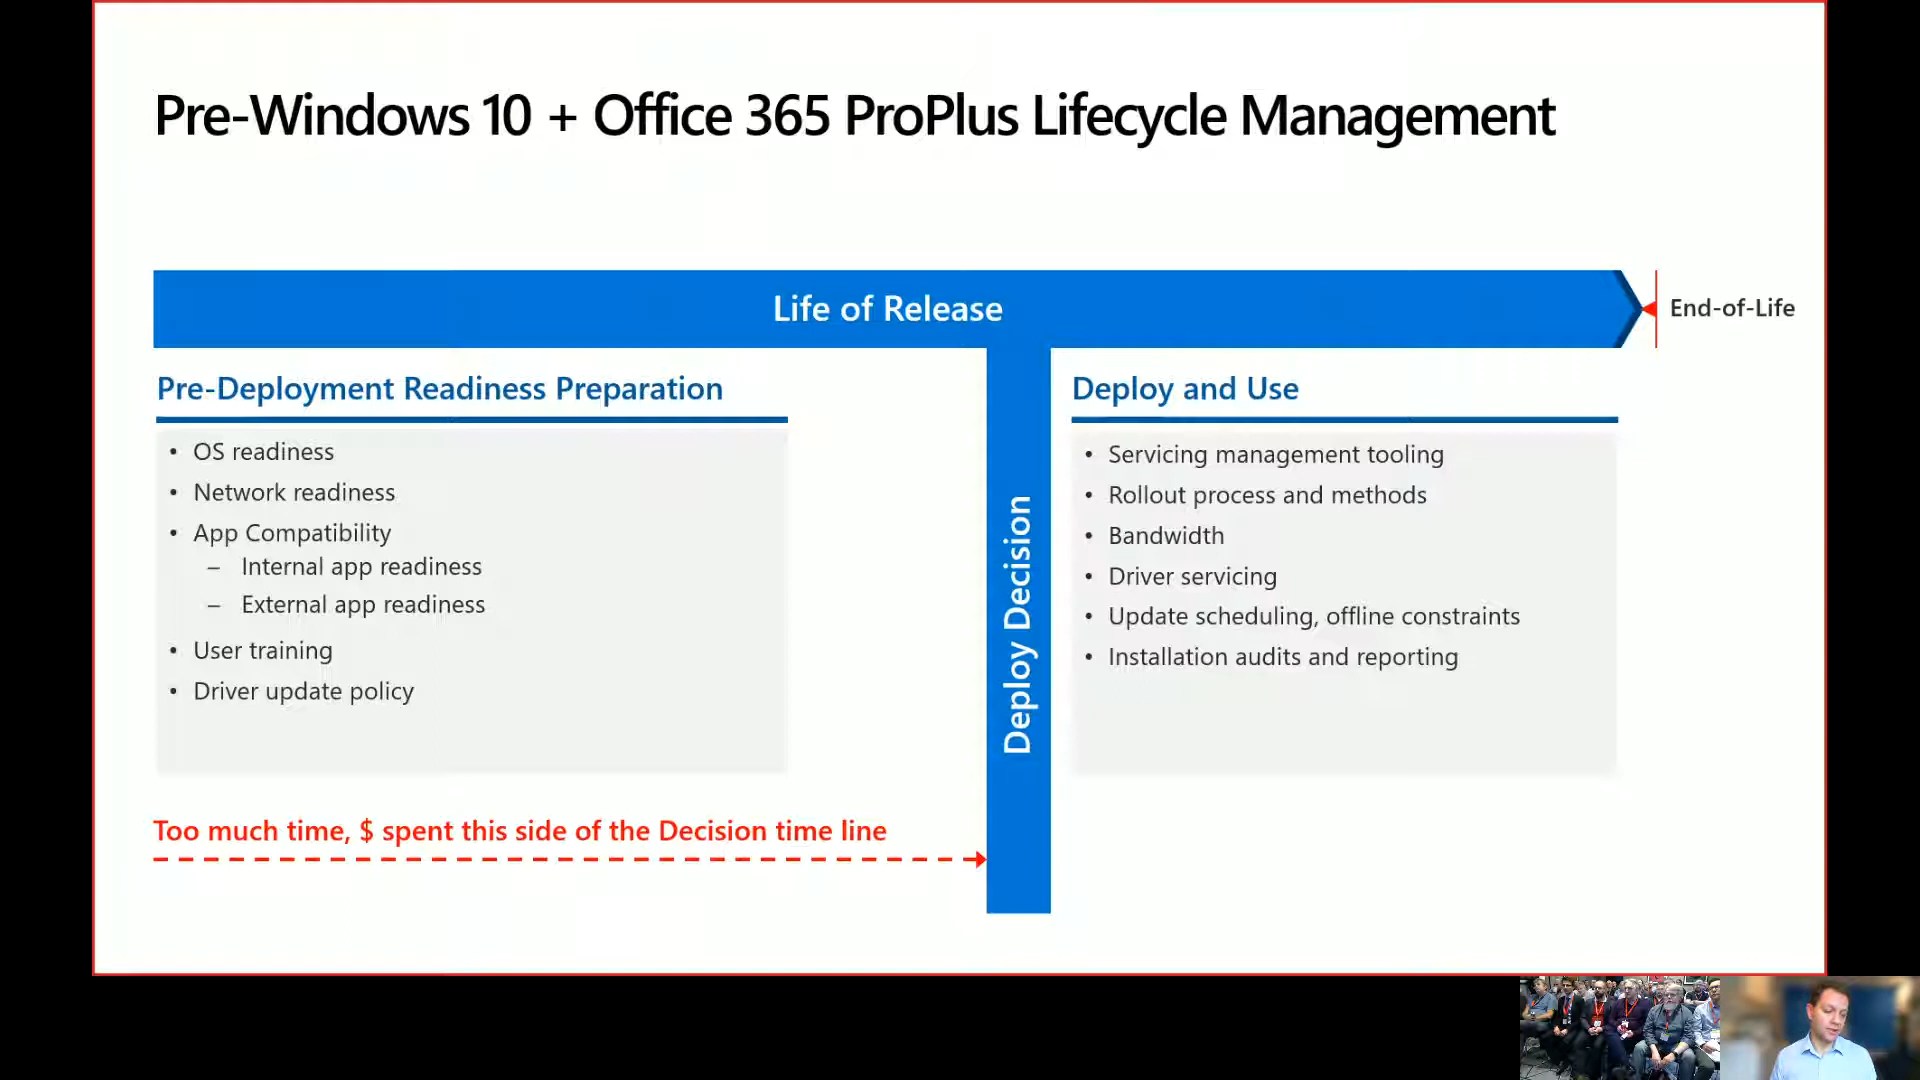 Pre-Windows 10 + Office 365 ProPlus Lifecycle Management
Life of Release
End-of-Life
Pre-Deployment Readiness Preparation
• OS readiness
• Network readiness
• App Compatibility
– Internal app readiness
– External app readiness
• User training
• Driver update policy
Too much time, $ spent this side of the Decision time line
Deploy Decision
Deploy and Use
• Servicing management tooling
• Rollout process and methods
• Bandwidth
• Driver servicing
• Update scheduling, offline constraints
• Installation audits and reporting